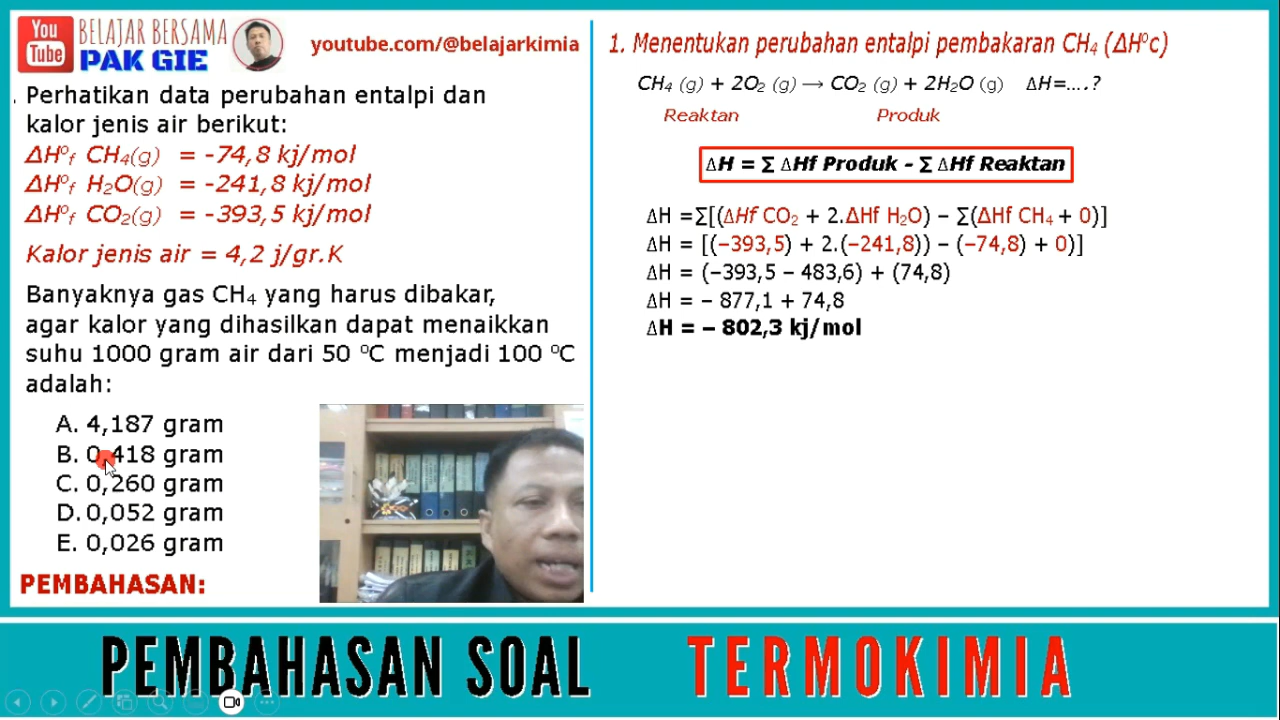 You
Tube
BELAJAR BERSAMA
PAK GIE
youtube.com/@belajarkimia
. Perhatikan data perubahan entalpi dan
kalor jenis air berikut:
ΔHº𝒇 CH₄(g) = -74,8 kj/mol
ΔHº𝒇 H₂O(g) = -241,8 kj/mol
ΔHº𝒇 CO₂(g) = -393,5 kj/mol
Kalor jenis air = 4,2 j/gr.K
Banyaknya gas CH₄ yang harus dibakar,
agar kalor yang dihasilkan dapat menaikkan
suhu 1000 gram air dari 50 ºC menjadi 100 ºC
adalah:
A. 4,187 gram
B. 0,418 gram
C. 0,260 gram
D. 0,052 gram
E. 0,026 gram
PEMBAHASAN:
1. Menentukan perubahan entalpi pembakaran CH₄ (ΔHºc)
CH₄ (g) + 2O₂ (g) → CO₂ (g) + 2H₂O (g) ΔH=....?
Reaktan Produk
ΔH = Σ ΔHf Produk - Σ ΔHf Reaktan
ΔH =Σ[(ΔHf CO₂ + 2.ΔHf H₂O) – Σ(ΔHf CH₄ + 0)]
ΔH = [(–393,5) + 2.(–241,8)) – (–74,8) + 0)]
ΔH = (–393,5 – 483,6) + (74,8)
ΔH = – 877,1 + 74,8
ΔH = – 802,3 kj/mol
PEMBAHASAN SOAL TERMOKIMIA